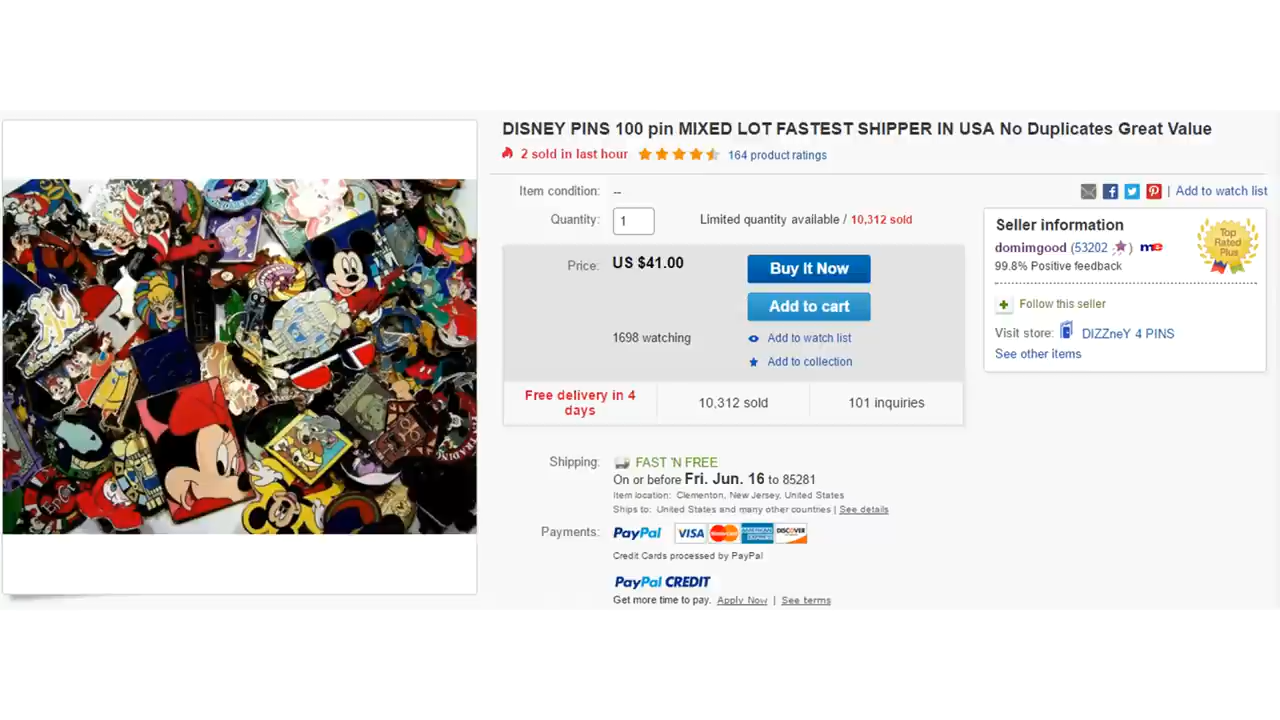 DISNEY PINS 100 pin MIXED LOT FASTEST SHIPPER IN USA No Duplicates Great Value
2 sold in last hour 164 product ratings
Item condition: --
Add to watch list
Quantity: 1 Limited quantity available / 10,312 sold
Price: US $41.00
Buy It Now
Add to cart
1698 watching
Add to watch list
Add to collection
Free delivery in 4 days
10,312 sold
101 inquiries
Shipping: FAST 'N FREE
On or before Fri. Jun. 16 to 85281
Item location: Clementon, New Jersey, United States
Ships to: United States and many other countries | See details
Payments: PayPal VISA MasterCard AMERICAN EXPRESS DISCOVER
Credit Cards processed by PayPal
PayPal CREDIT
Get more time to pay. Apply Now | See terms
Seller information
domimgood (53202 ) me
99.8% Positive feedback
Top Rated Plus
Follow this seller
Visit store: DIZZneY 4 PINS
See other items